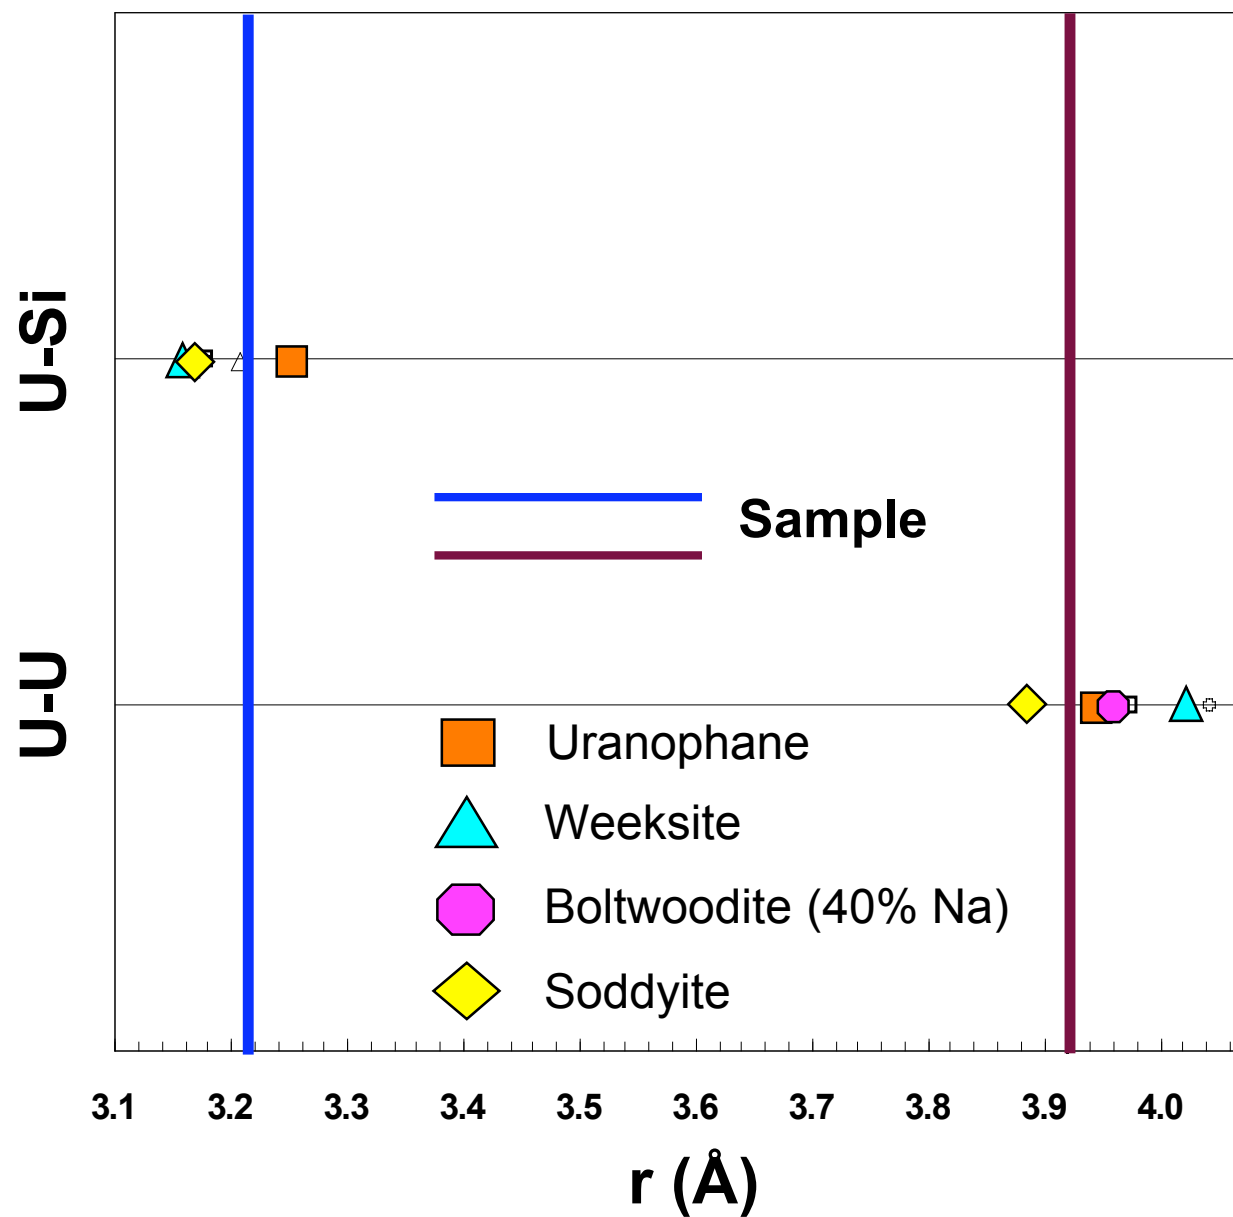 U-Si
Sample
U-U
Uranophane
Weeksite
Boltwoodite (40% Na)
Soddyite
3.1 3.2 3.3 3.4 3.5 3.6 3.7 3.8 3.9 4.0
r (Å)